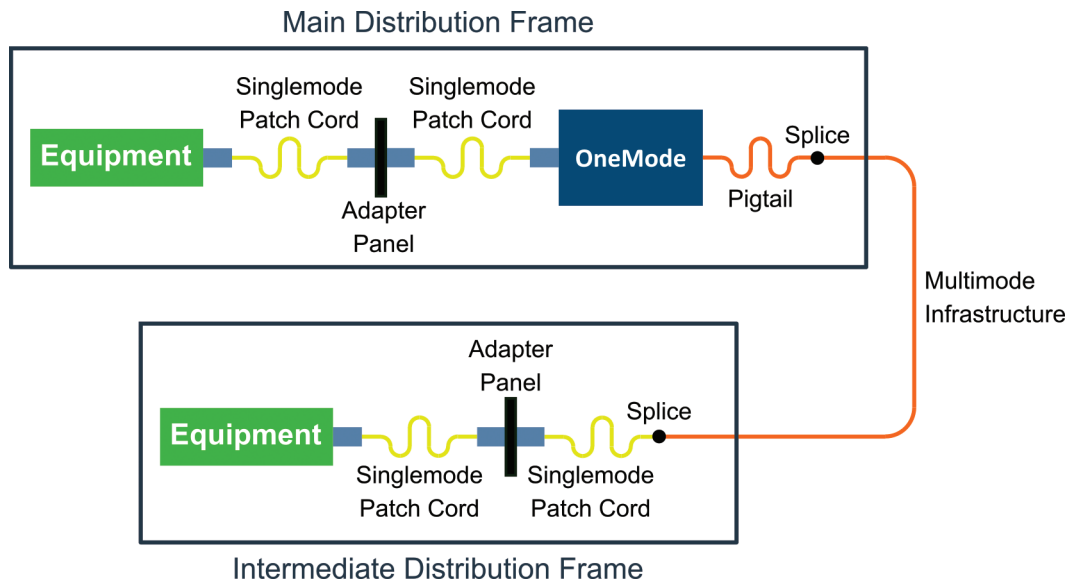 Main Distribution Frame
Singlemode
Patch Cord
Singlemode
Patch Cord
Equipment
Adapter
Panel
OneMode
Splice
Pigtail
Multimode
Infrastructure
Adapter
Panel
Equipment
Singlemode
Patch Cord
Singlemode
Patch Cord
Splice
Intermediate Distribution Frame